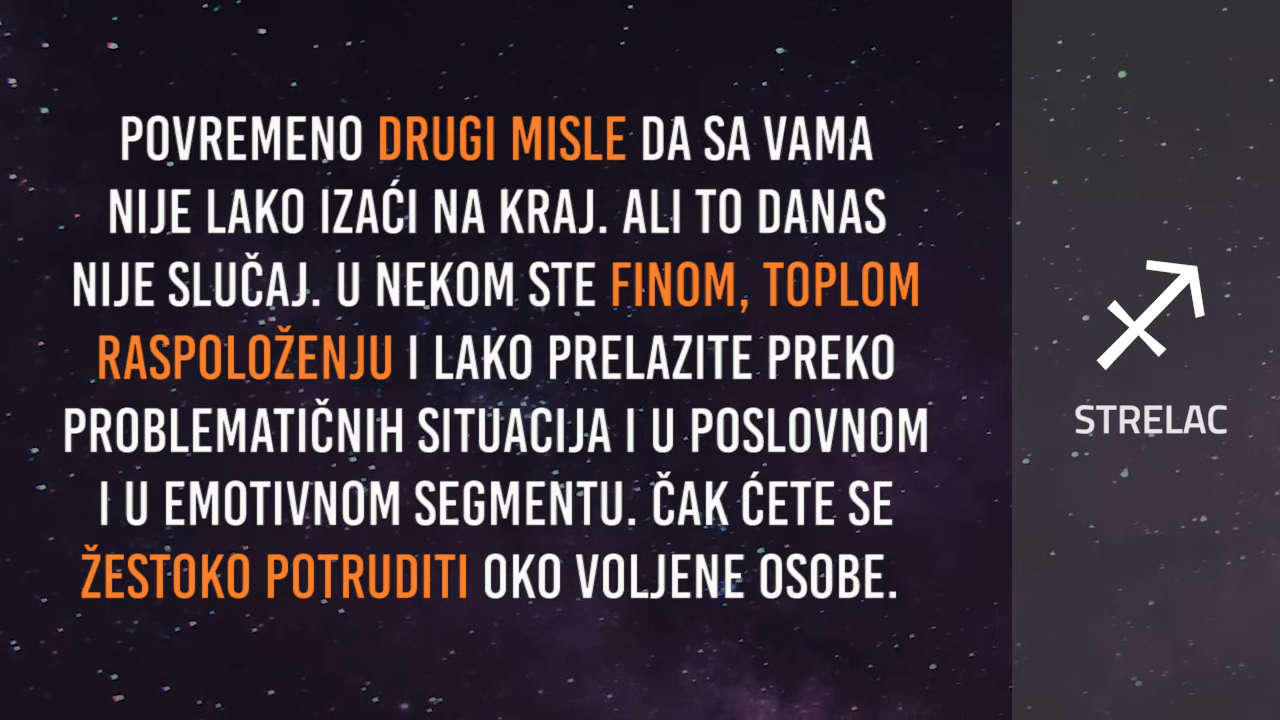 POVREMENO DRUGI MISLE DA SA VAMA
NIJE LAKO IZAĆI NA KRAJ. ALI TO DANAS
NIJE SLUČAJ. U NEKOM STE FINOM, TOPLOM
RASPOLOŽENJU I LAKO PRELAZITE PREKO
PROBLEMATIČNIH SITUACIJA I U POSLOVNOM
I U EMOTIVNOM SEGMENTU. ČAK ĆETE SE
ŽESTOKO POTRUDITI OKO VOLJENE OSOBE.
STRELAC